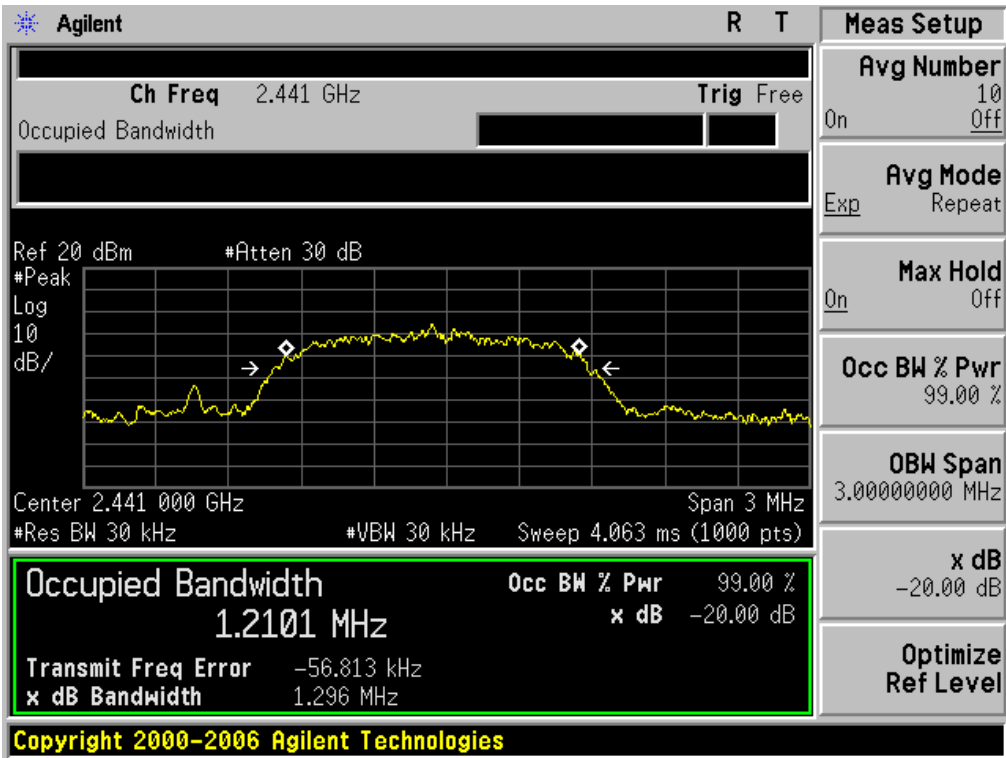 Agilent R T
Ch Freq 2.441 GHz Trig Free
Occupied Bandwidth
Ref 20 dBm #Atten 30 dB
#Peak
Log
10
dB/
Center 2.441 000 GHz Span 3 MHz
#Res BW 30 kHz #VBW 30 kHz Sweep 4.063 ms (1000 pts)
Occupied Bandwidth Occ BW % Pwr 99.00 %
1.2101 MHz x dB -20.00 dB
Transmit Freq Error -56.813 kHz
x dB Bandwidth 1.296 MHz
Copyright 2000-2006 Agilent Technologies
Meas Setup
Avg Number
10
On Off
Avg Mode
Exp Repeat
Max Hold
On Off
Occ BW % Pwr
99.00 %
OBW Span
3.00000000 MHz
x dB
-20.00 dB
Optimize
Ref Level